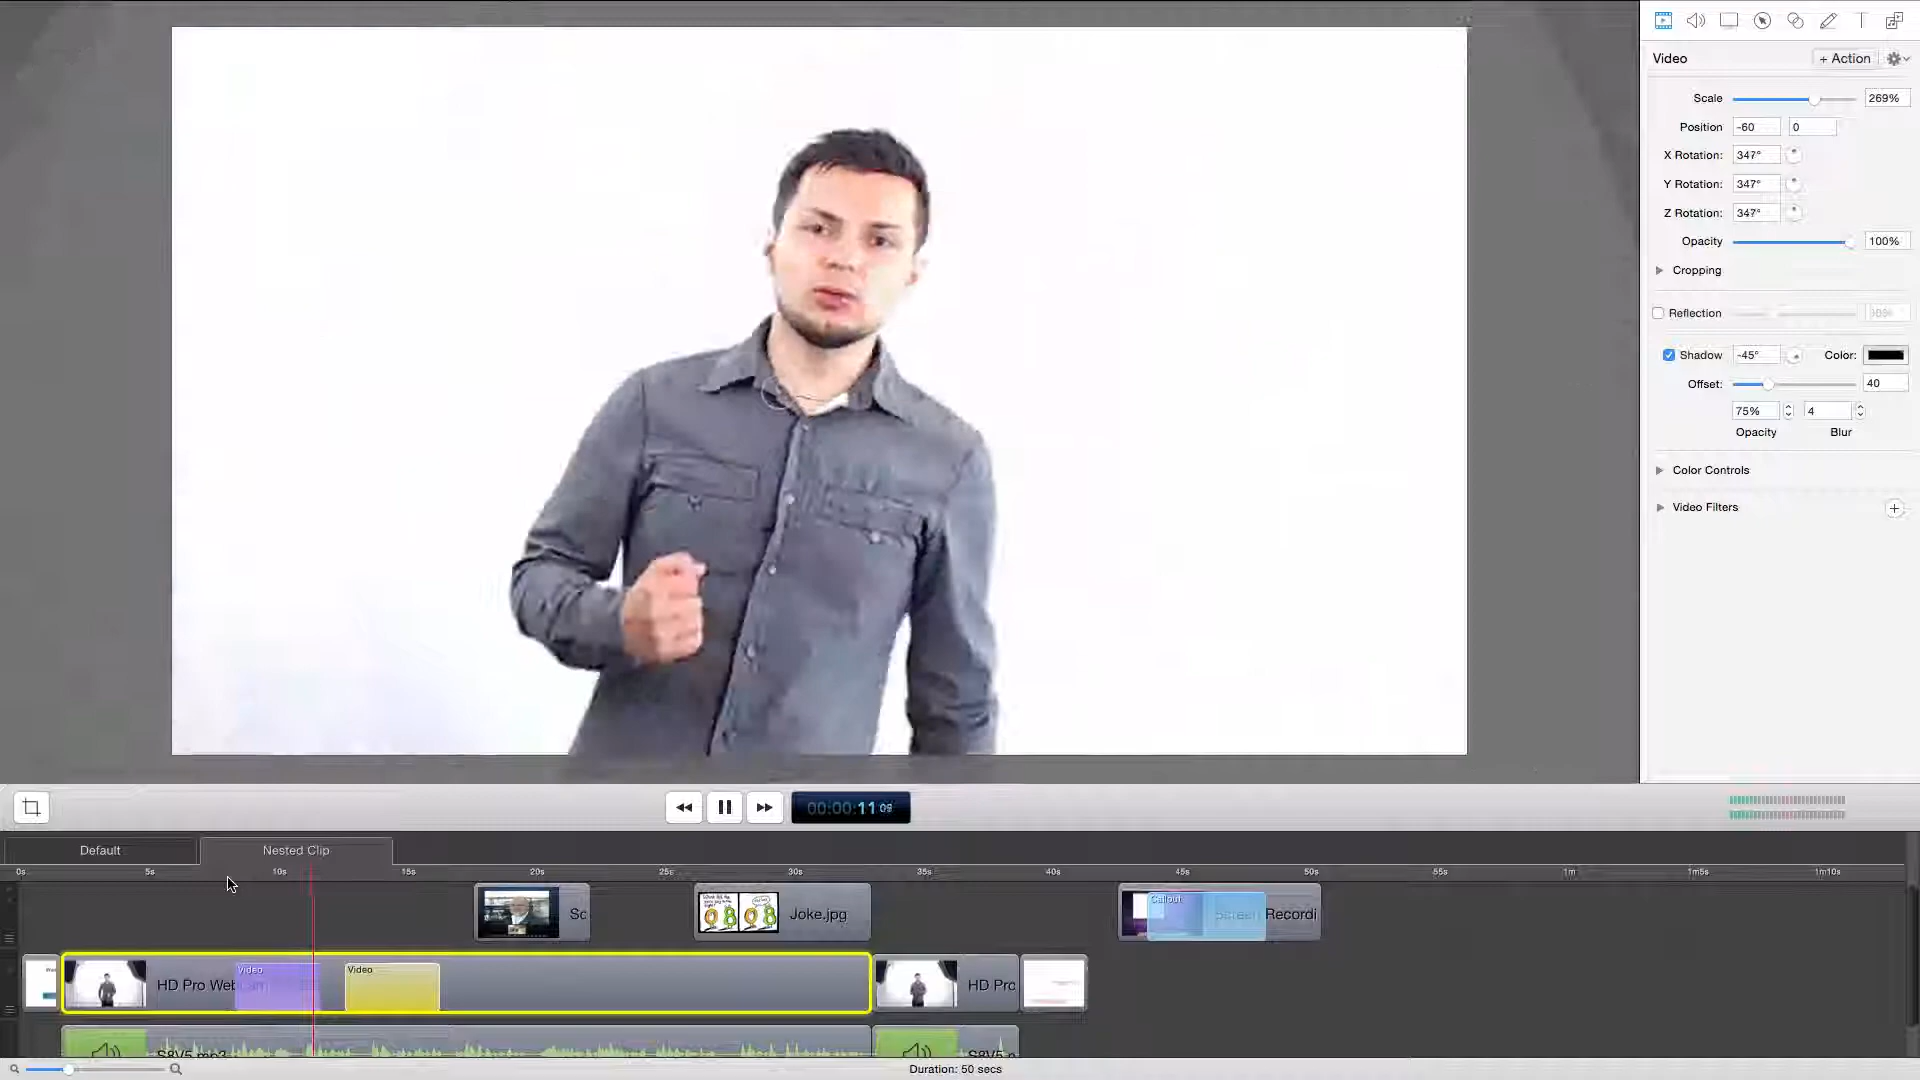 Video
+ Action
Scale
269%
Position
-60
0
X Rotation:
347°
Y Rotation:
347°
Z Rotation:
347°
Opacity
100%
Cropping
Reflection
Shadow
-45°
Color:
Offset:
40
75%
4
Opacity
Blur
Color Controls
Video Filters
00:00:11 09
Default
Nested Clip
0s
5s
10s
15s
20s
25s
30s
35s
40s
45s
50s
55s
1m
1m5s
1m10s
Sc
Joke.jpg
Callout
Screen Recordi
HD Pro Web
Video
Video
HD Pro
S8V5.mp3
Duration: 50 secs